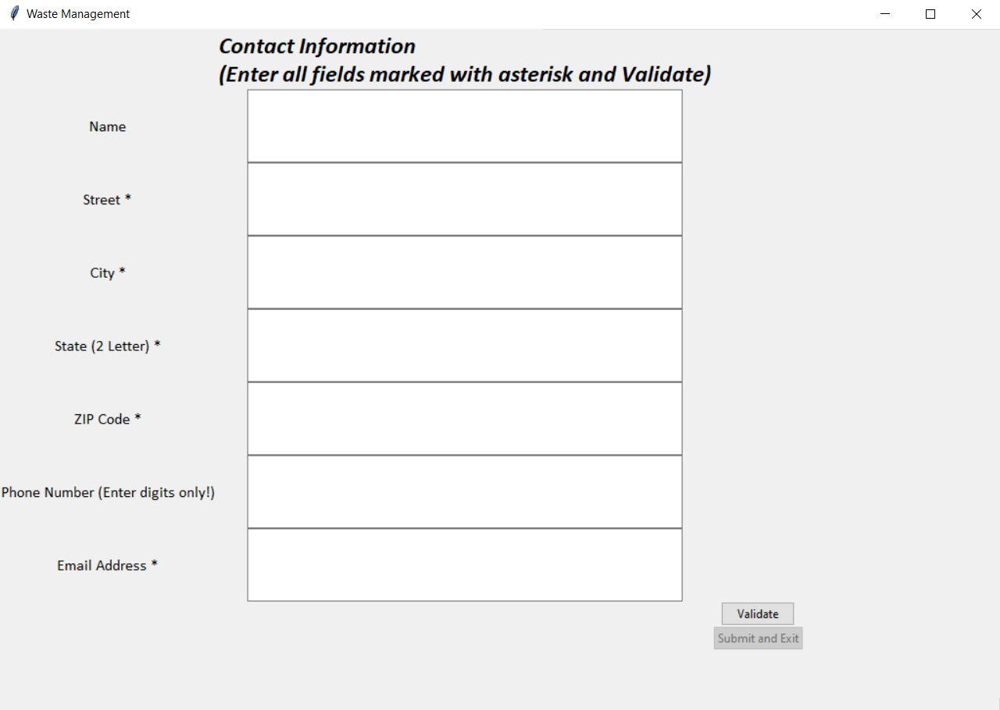 Waste Management
Contact Information
(Enter all fields marked with asterisk and Validate)
Name
Street *
City *
State (2 Letter) *
ZIP Code *
Phone Number (Enter digits only!)
Email Address *
Validate
Submit and Exit